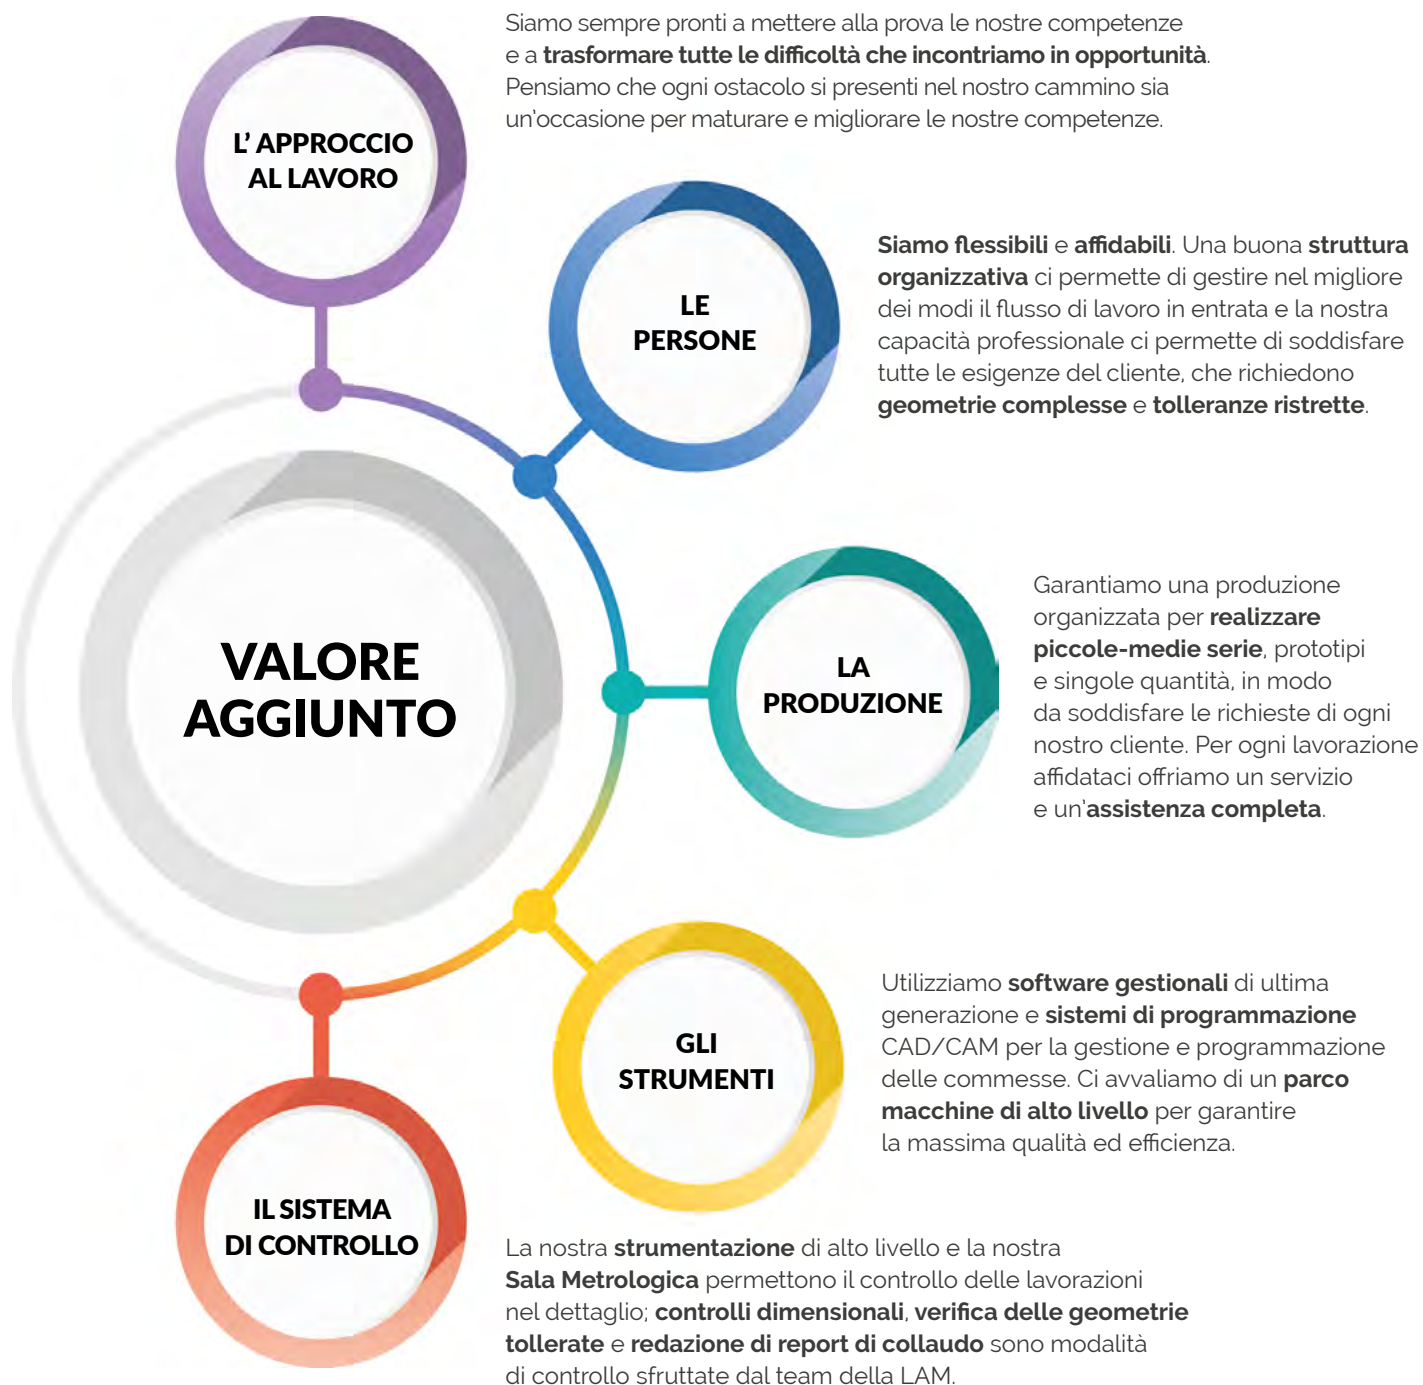 Siamo sempre pronti a mettere alla prova le nostre competenze
e a trasformare tutte le difficoltà che incontriamo in opportunità.
Pensiamo che ogni ostacolo si presenti nel nostro cammino sia
un'occasione per maturare e migliorare le nostre competenze.
L' APPROCCIO
AL LAVORO
LE
PERSONE
Siamo flessibili e affidabili. Una buona struttura
organizzativa ci permette di gestire nel migliore
dei modi il flusso di lavoro in entrata e la nostra
capacità professionale ci permette di soddisfare
tutte le esigenze del cliente, che richiedono
geometrie complesse e tolleranze ristrette.
VALORE
AGGIUNTO
LA
PRODUZIONE
Garantiamo una produzione
organizzata per realizzare
piccole-medie serie, prototipi
e singole quantità, in modo
da soddisfare le richieste di ogni
nostro cliente. Per ogni lavorazione
affidataci offriamo un servizio
e un'assistenza completa.
GLI
STRUMENTI
Utilizziamo software gestionali di ultima
generazione e sistemi di programmazione
CAD/CAM per la gestione e programmazione
delle commesse. Ci avvaliamo di un parco
macchine di alto livello per garantire
la massima qualità ed efficienza.
IL SISTEMA
DI CONTROLLO
La nostra strumentazione di alto livello e la nostra
Sala Metrologica permettono il controllo delle lavorazioni
nel dettaglio; controlli dimensionali, verifica delle geometrie
tollerate e redazione di report di collaudo sono modalità
di controllo sfruttate dal team della LAM.